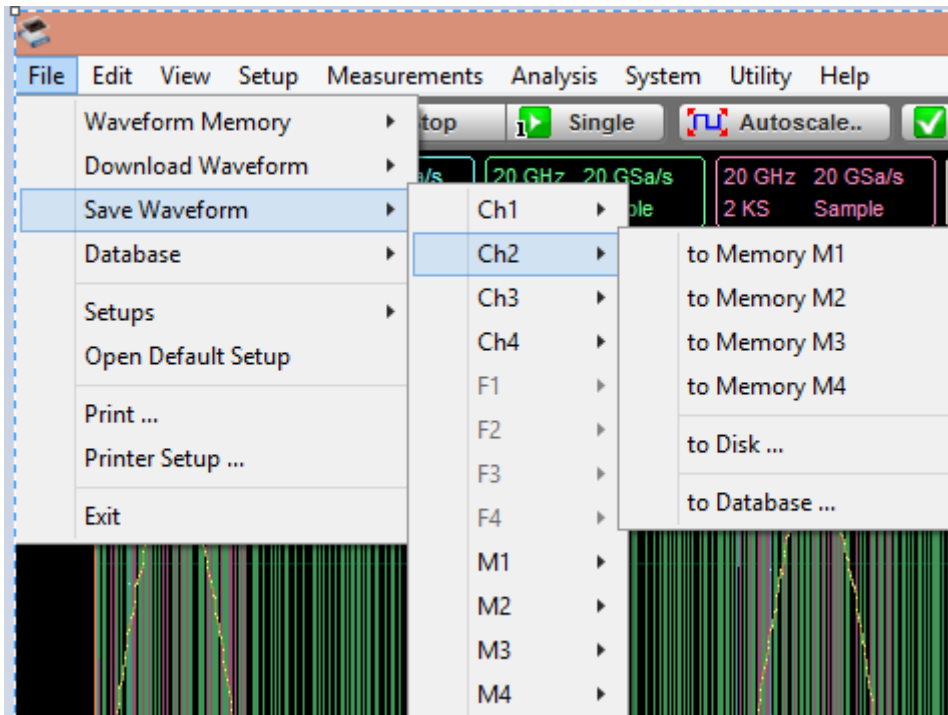 File Edit View Setup Measurements Analysis System Utility Help
Waveform Memory
Download Waveform
Save Waveform
Database
Setups
Open Default Setup
Print ...
Printer Setup ...
Exit
Single
Autoscale..
20 GHz 20 GSa/s
20 GHz 20 GSa/s
2 KS Sample
Ch1
Ch2
Ch3
Ch4
F1
F2
F3
F4
M1
M2
M3
M4
to Memory M1
to Memory M2
to Memory M3
to Memory M4
to Disk ...
to Database ...